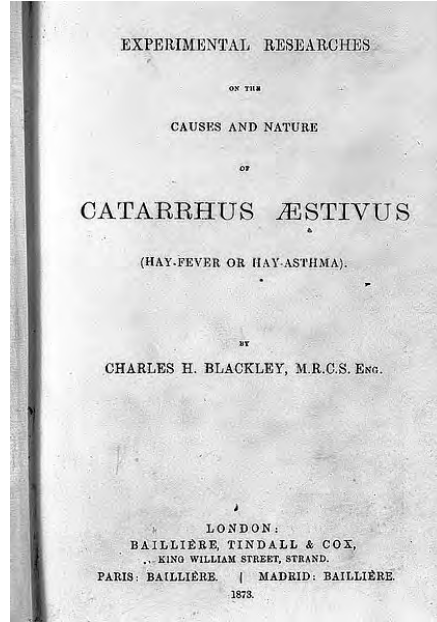 EXPERIMENTAL RESEARCHES
ON THE
CAUSES AND NATURE
OF
CATARRHUS ÆSTIVUS
(HAY-FEVER OR HAY-ASTHMA).
BY
CHARLES H. BLACKLEY, M.R.C.S. ENG.
LONDON:
BAILLIÈRE, TINDALL & COX,
KING WILLIAM STREET, STRAND.
PARIS: BAILLIÈRE. | MADRID: BAILLIÈRE.
1873.